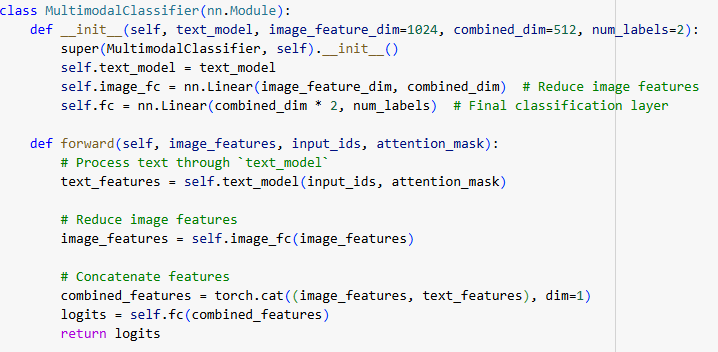 class MultimodalClassifier(nn.Module):
    def __init__(self, text_model, image_feature_dim=1024, combined_dim=512, num_labels=2):
        super(MultimodalClassifier, self).__init__()
        self.text_model = text_model
        self.image_fc = nn.Linear(image_feature_dim, combined_dim)  # Reduce image features
        self.fc = nn.Linear(combined_dim * 2, num_labels)  # Final classification layer

    def forward(self, image_features, input_ids, attention_mask):
        # Process text through `text_model`
        text_features = self.text_model(input_ids, attention_mask)

        # Reduce image features
        image_features = self.image_fc(image_features)

        # Concatenate features
        combined_features = torch.cat((image_features, text_features), dim=1)
        logits = self.fc(combined_features)
        return logits